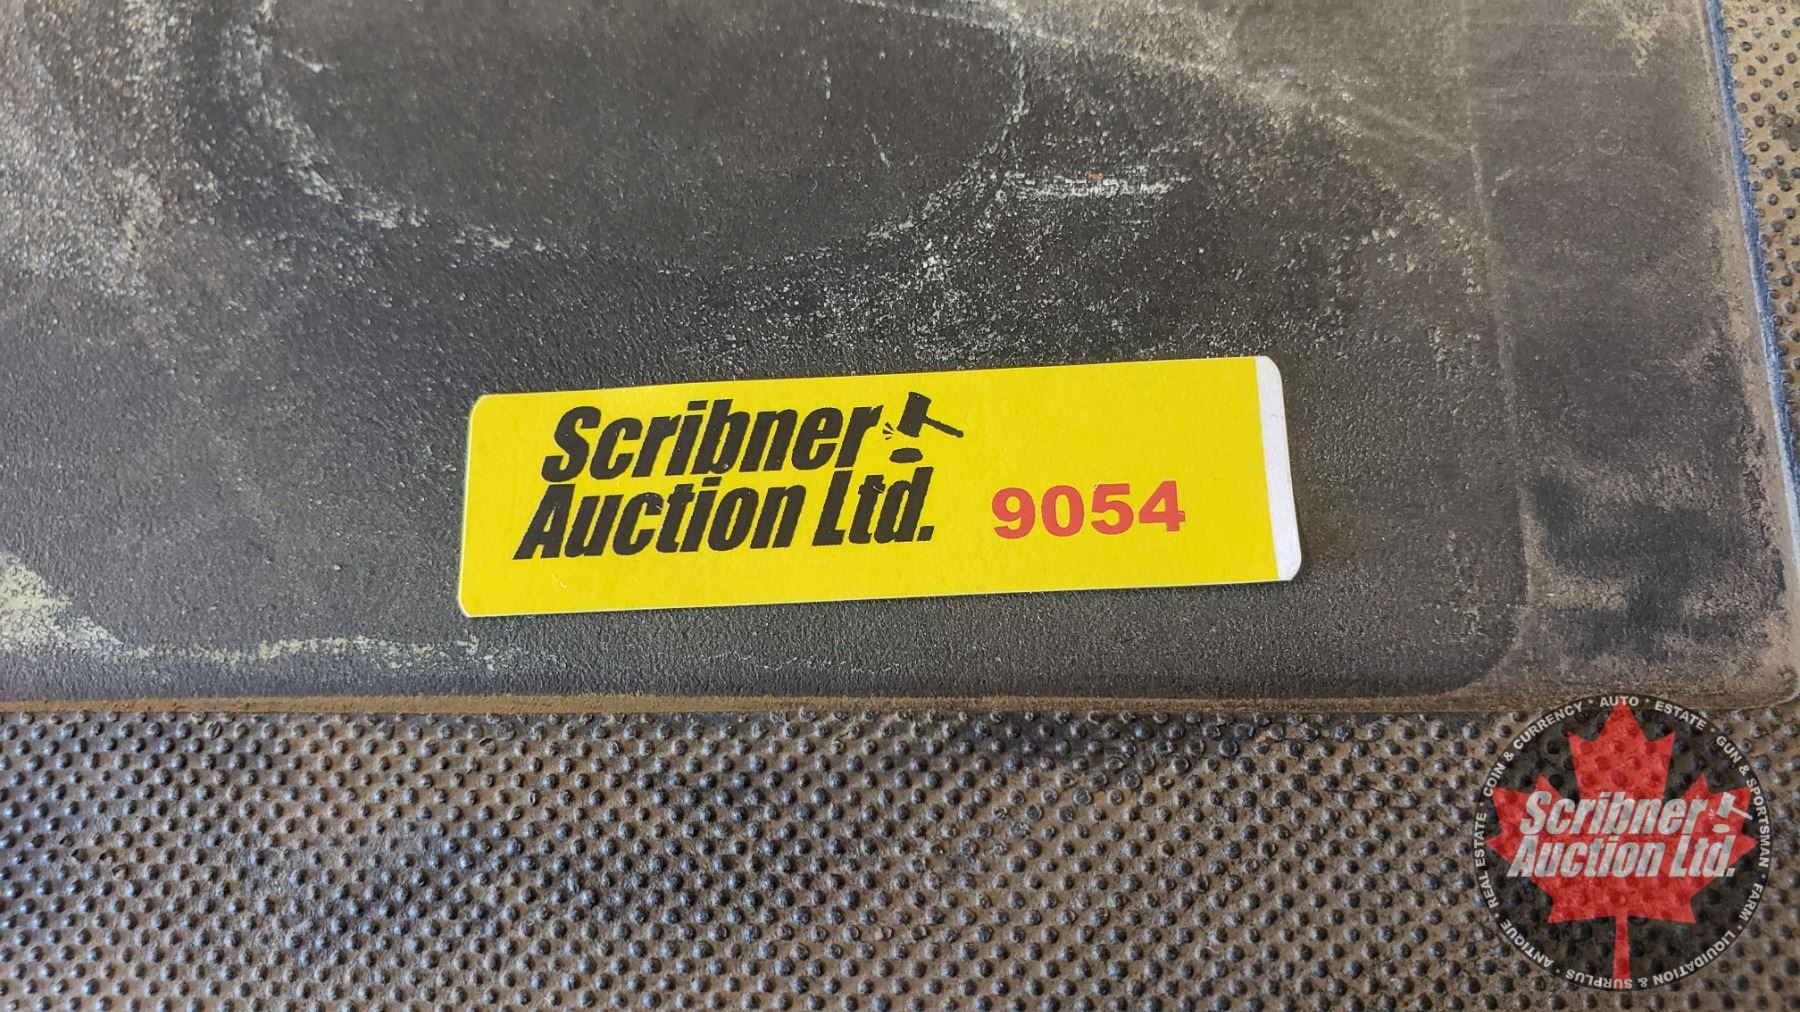 Scribner
Auction Ltd.
9054
COIN & CURRENCY * AUTO * ESTATE * GUN & SPORTSMAN * FARM * LIQUIDATION & SURPLUS * ANTIQUE * REAL ESTATE *
Scribner
Auction Ltd.